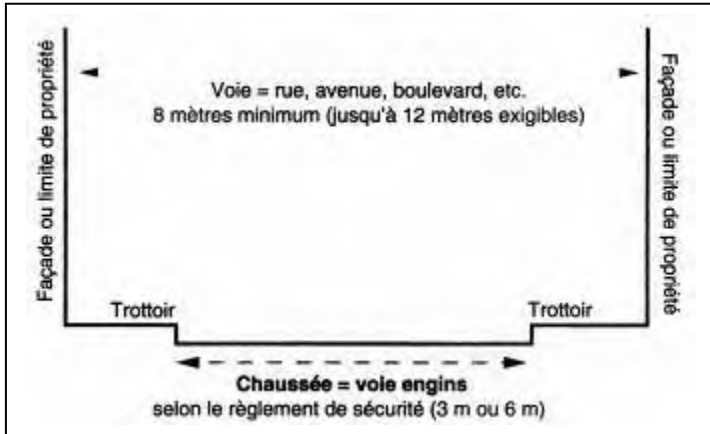 Façade ou limite de propriété
Voie = rue, avenue, boulevard, etc.
8 mètres minimum (jusqu'à 12 mètres exigibles)
Façade ou limite de propriété
Trottoir
Trottoir
Chaussée = voie engins
selon le règlement de sécurité (3 m ou 6 m)